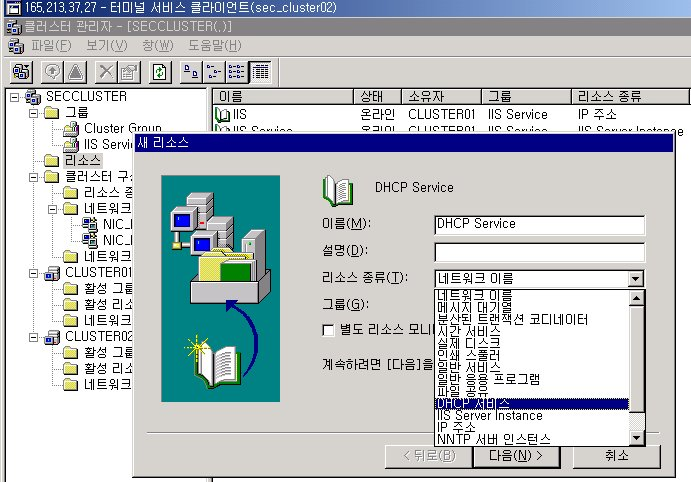 165,213,37,27 - 터미널 서비스 클라이언트(sec_cluster02)
클러스터 관리자 - [SECCLUSTER(,)]
파일(F) 보기(V) 창(W) 도움말(H)
SECCLUSTER
그룹
Cluster Group
IIS Servi
리소스
클러스터 구성
리소스 종
네트워크
NIC_
NIC_
네트워크
CLUSTER01
활성 그룹
활성 리소
네트워크
CLUSTER02
활성 그룹
활성 리소
네트워크
이름 상태 소유자 그룹 리소스 종류
IIS 온라인 CLUSTER01 IIS Service IP 주소
IIS Service 온라인 CLUSTER01 IIS Service IIS Server Instance
새 리소스
DHCP Service
이름(M): DHCP Service
설명(D):
리소스 종류(T): 네트워크 이름
그룹(G):
별도 리소스 모니
계속하려면 [다음]을
네트워크 이름
메시지 대기열
분산된 트랜잭션 코디네이터
시간 서비스
실제 디스크
인쇄 스풀러
일반 서비스
일반 응용 프로그램
파일 공유
DHCP 서비스
IIS Server Instance
IP 주소
NNTP 서버 인스턴스
< 뒤로(B) 다음(N) > 취소